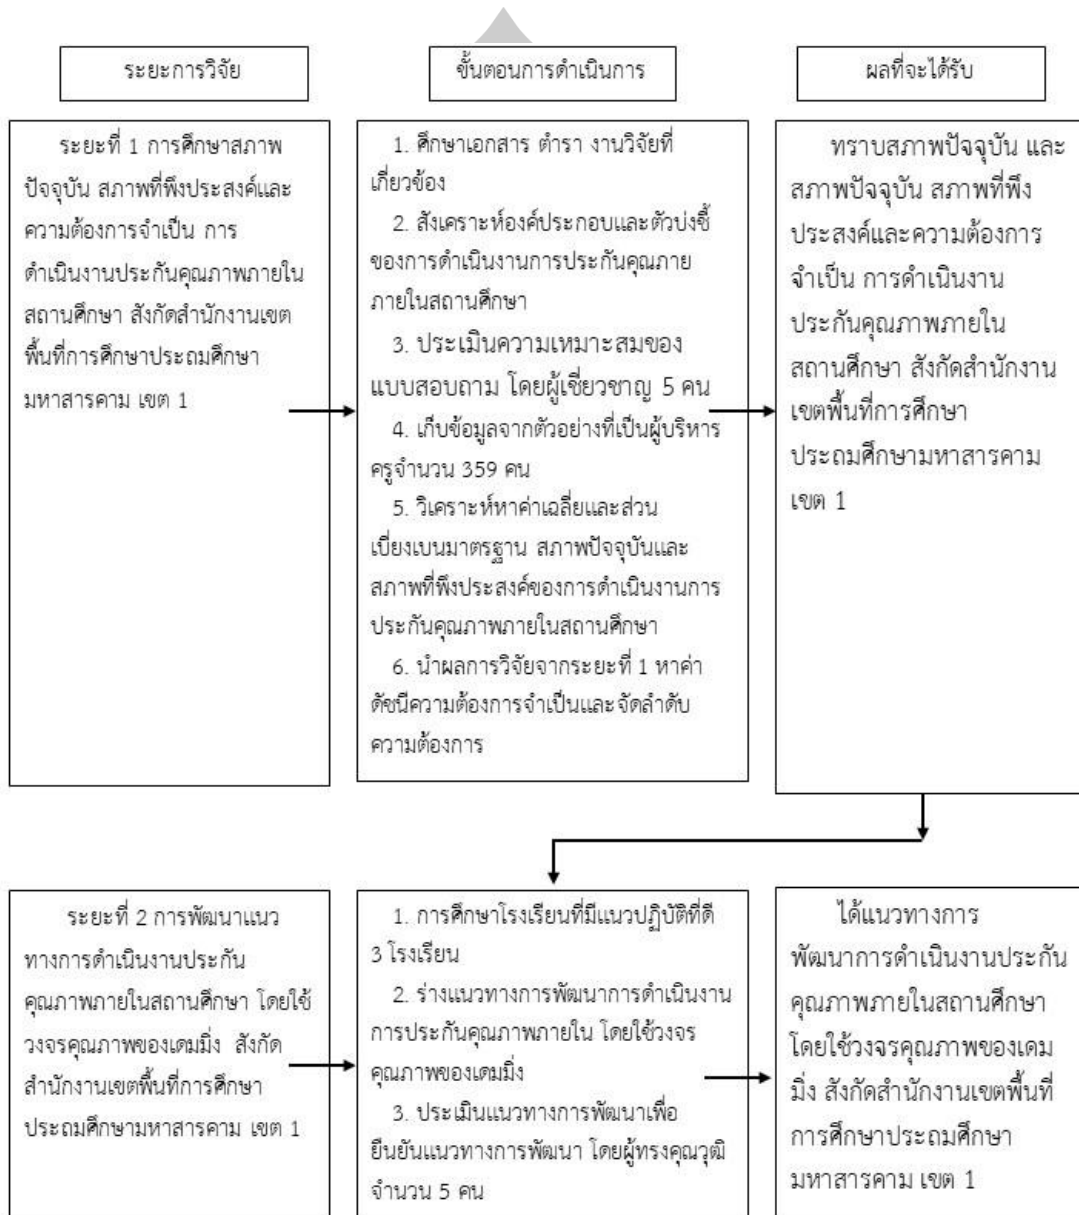 ระยะการวิจัย
ขั้นตอนการดำเนินการ
ผลที่จะได้รับ
ระยะที่ 1 การศึกษาสภาพ
ปัจจุบัน สภาพที่พึงประสงค์และ
ความต้องการจำเป็น การ
ดำเนินงานประกันคุณภาพภายใน
สถานศึกษา สังกัดสำนักงานเขต
พื้นที่การศึกษาประถมศึกษา
มหาสารคาม เขต 1
1. ศึกษาเอกสาร ตำรา งานวิจัยที่
เกี่ยวข้อง
2. สังเคราะห์องค์ประกอบและตัวบ่งชี้
ของการดำเนินงานการประกันคุณภาย
ภายในสถานศึกษา
3. ประเมินความเหมาะสมของ
แบบสอบถาม โดยผู้เชี่ยวชาญ 5 คน
4. เก็บข้อมูลจากตัวอย่างที่เป็นผู้บริหาร
ครูจำนวน 359 คน
5. วิเคราะห์หาค่าเฉลี่ยและส่วน
เบี่ยงเบนมาตรฐาน สภาพปัจจุบันและ
สภาพที่พึงประสงค์ของการดำเนินงานการ
ประกันคุณภาพภายในสถานศึกษา
6. นำผลการวิจัยจากระยะที่ 1 หาค่า
ดัชนีความต้องการจำเป็นและจัดลำดับ
ความต้องการ
ทราบสภาพปัจจุบัน และ
สภาพปัจจุบัน สภาพที่พึง
ประสงค์และความต้องการ
จำเป็น การดำเนินงาน
ประกันคุณภาพภายใน
สถานศึกษา สังกัดสำนักงาน
เขตพื้นที่การศึกษา
ประถมศึกษามหาสารคาม
เขต 1
ระยะที่ 2 การพัฒนาแนว
ทางการดำเนินงานประกัน
คุณภาพภายในสถานศึกษา โดยใช้
วงจรคุณภาพของเดมมิ่ง สังกัด
สำนักงานเขตพื้นที่การศึกษา
ประถมศึกษามหาสารคาม เขต 1
1. การศึกษาโรงเรียนที่มีแนวปฏิบัติที่ดี
3 โรงเรียน
2. ร่างแนวทางการพัฒนาการดำเนินงาน
การประกันคุณภาพภายใน โดยใช้วงจร
คุณภาพของเดมมิ่ง
3. ประเมินแนวทางการพัฒนาเพื่อ
ยืนยันแนวทางการพัฒนา โดยผู้ทรงคุณวุฒิ
จำนวน 5 คน
ได้แนวทางการ
พัฒนาการดำเนินงานประกัน
คุณภาพภายในสถานศึกษา
โดยใช้วงจรคุณภาพของเดม
มิ่ง สังกัดสำนักงานเขตพื้นที่
การศึกษาประถมศึกษา
มหาสารคาม เขต 1